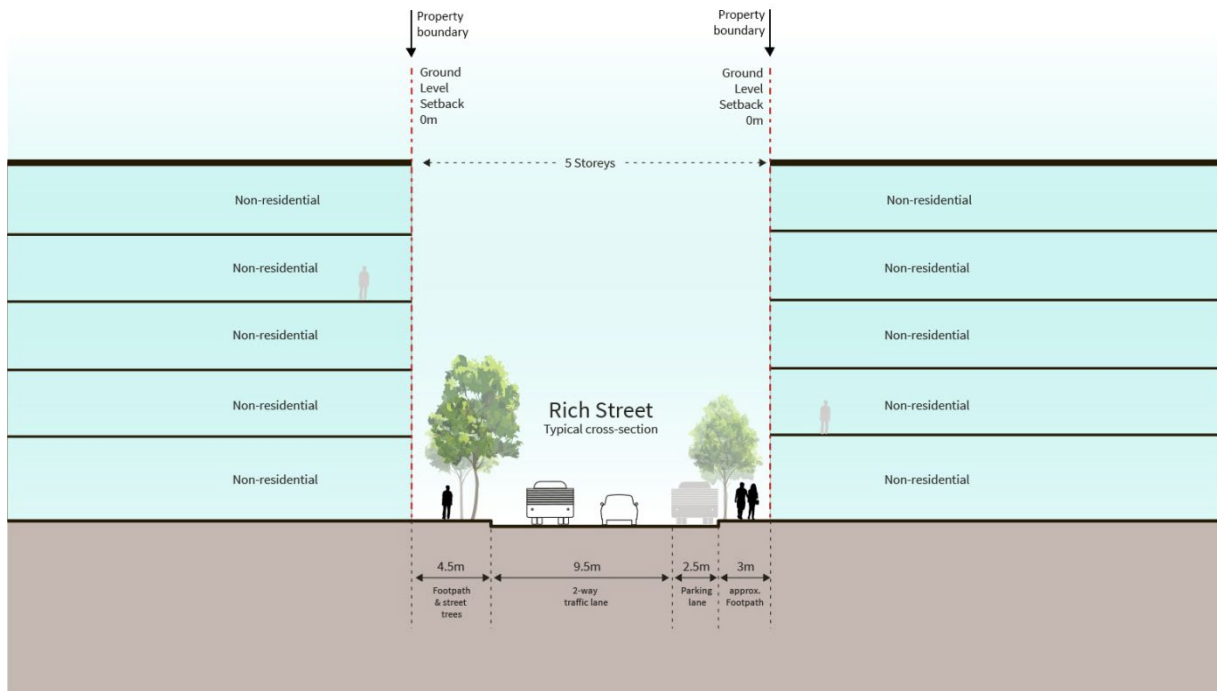 Property
boundary
Property
boundary
Ground
Level
Setback
0m
Ground
Level
Setback
0m
5 Storeys
Non-residential
Non-residential
Non-residential
Non-residential
Non-residential
Non-residential
Non-residential
Non-residential
Rich Street
Typical cross-section
Non-residential
Non-residential
4.5m
Footpath
& street
trees
9.5m
2-way
traffic lane
2.5m
Parking
lane
3m
approx.
Footpath